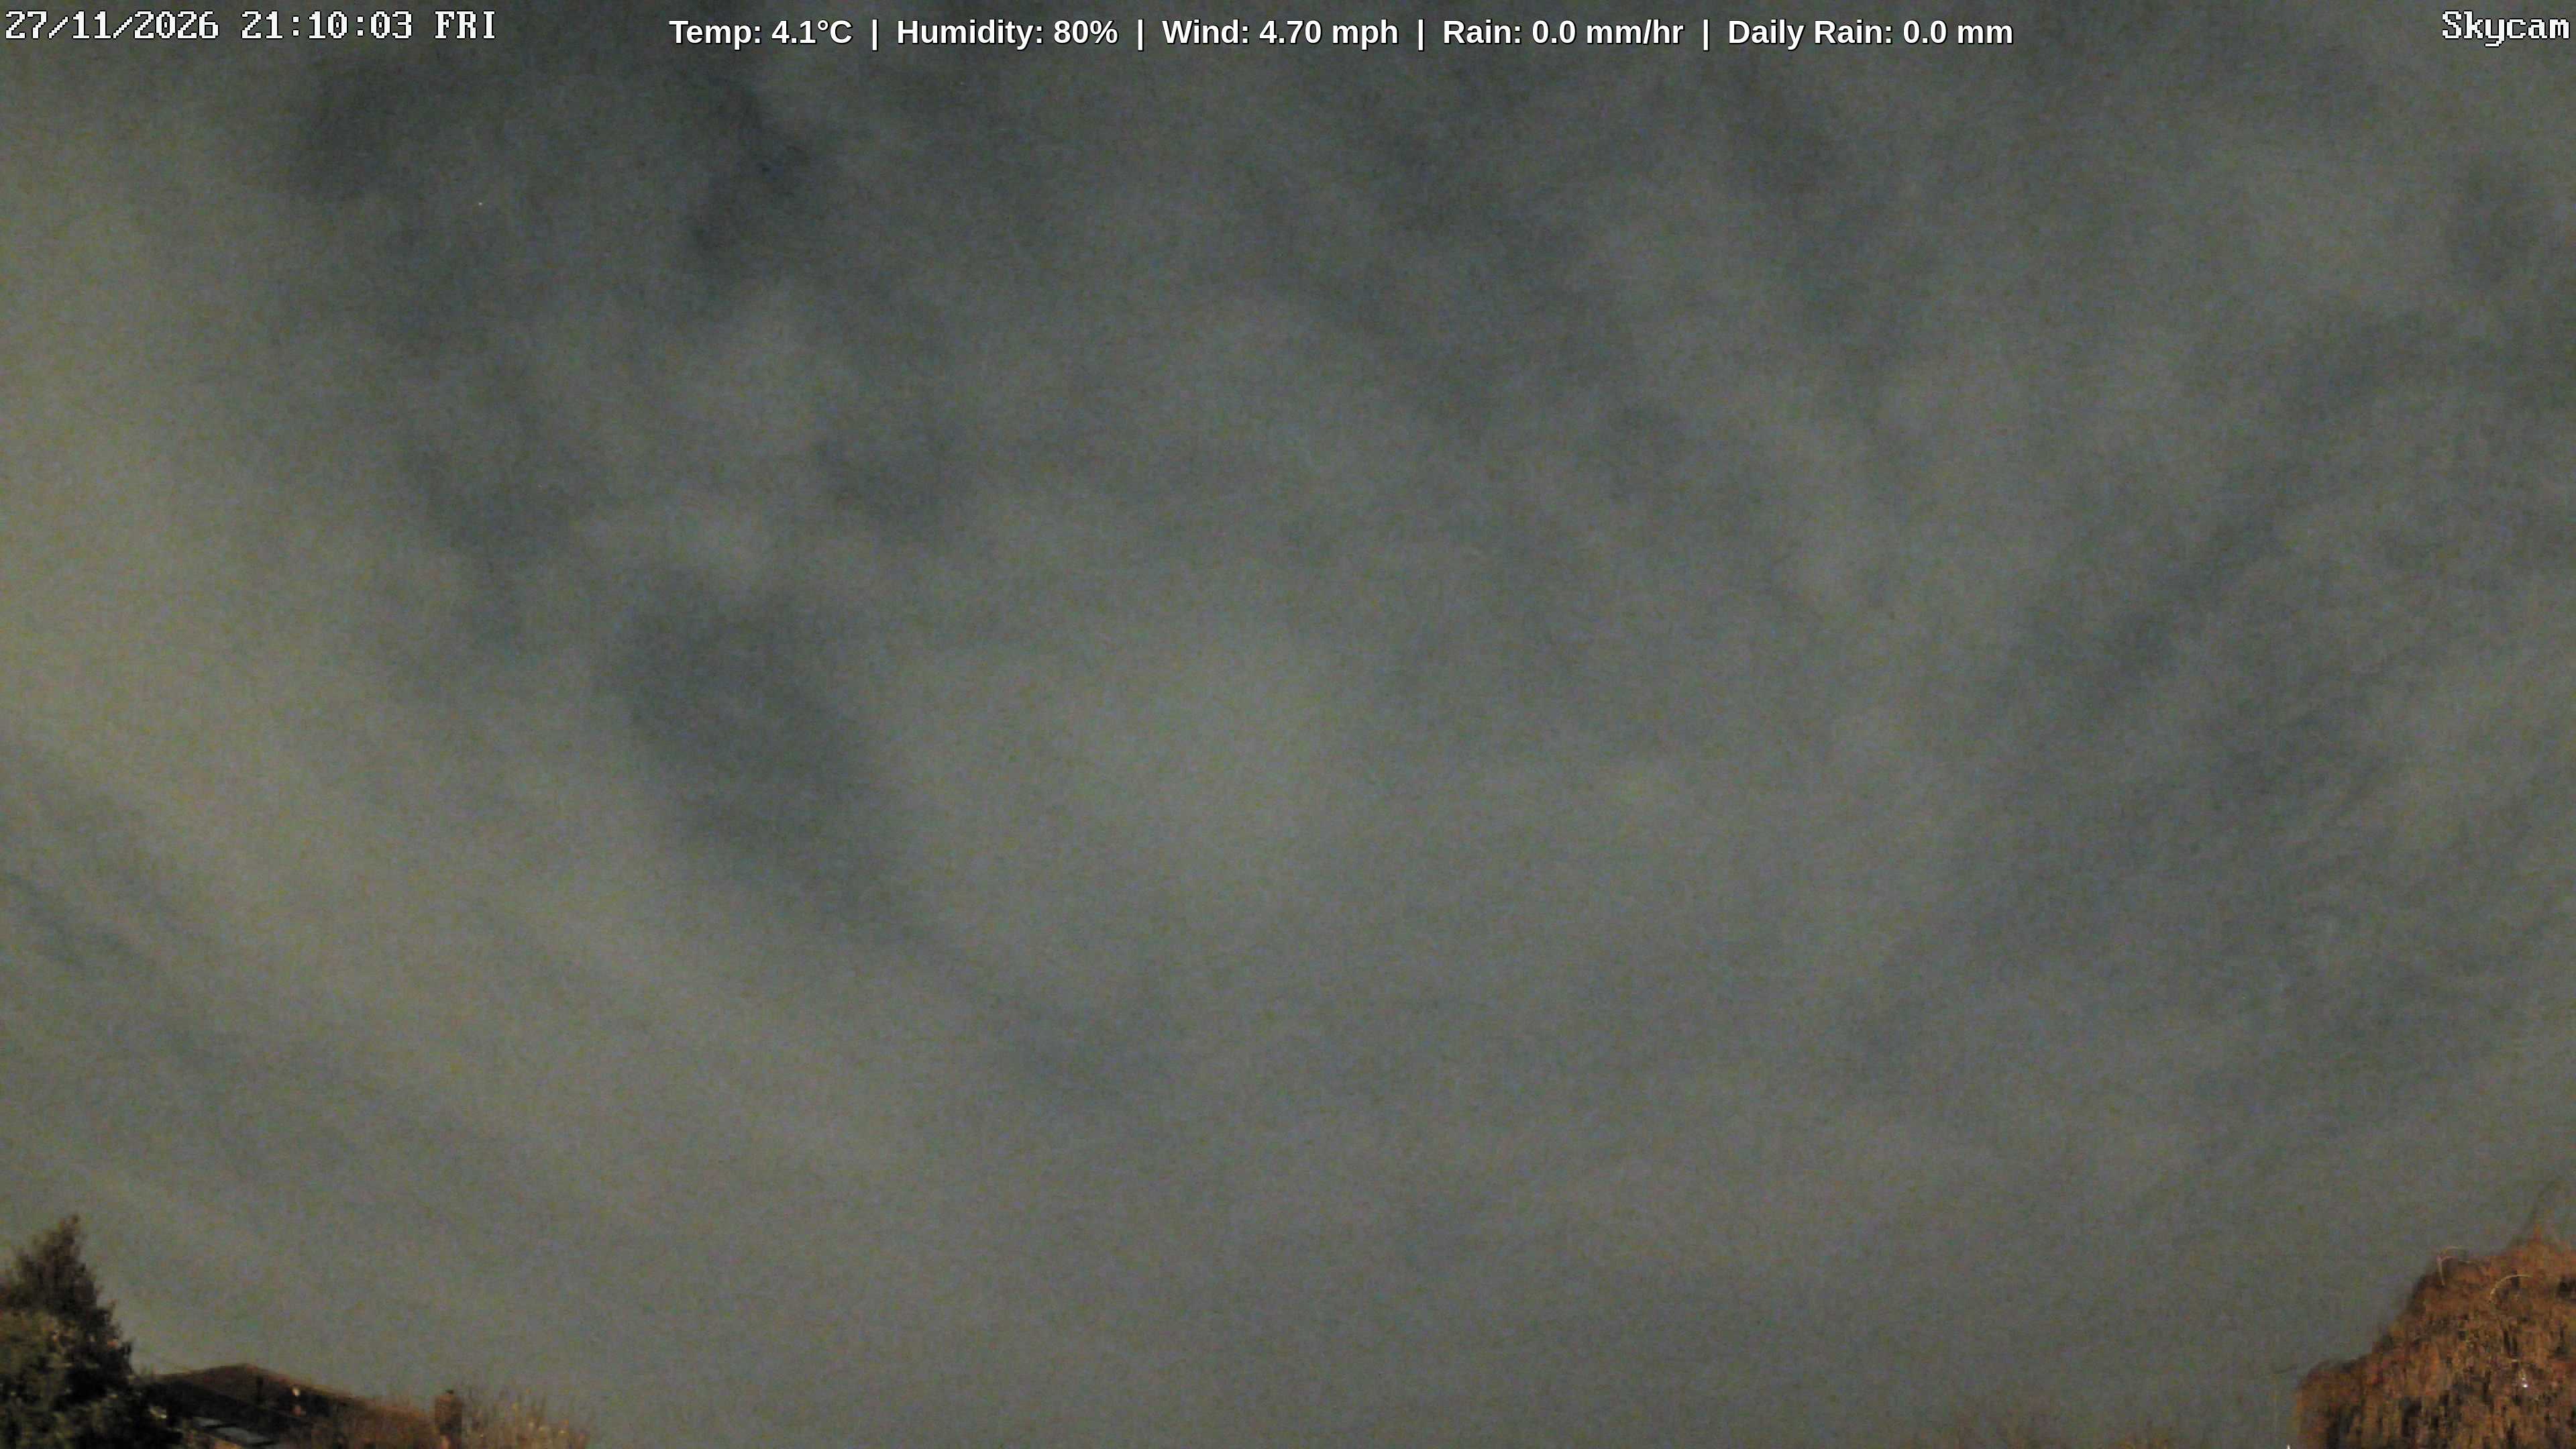 27/11/2026 21:10:03 FRI
Temp: 4.1°C | Humidity: 80% | Wind: 4.70 mph | Rain: 0.0 mm/hr | Daily Rain: 0.0 mm
Skycam